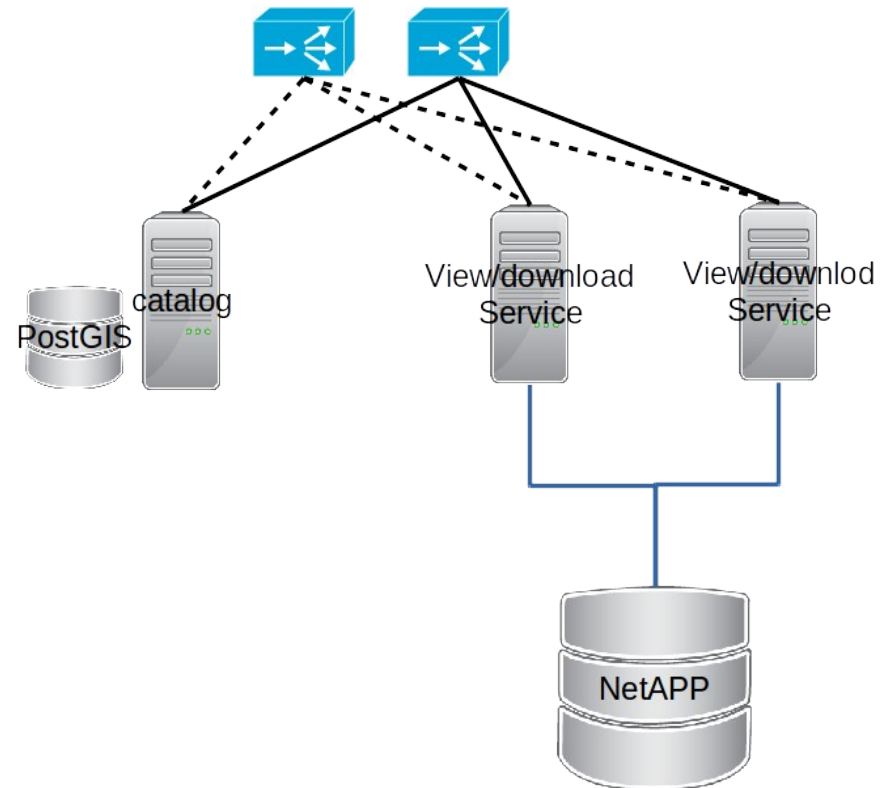 catalog
PostGIS
View/download
Service
View/downlod
Service
NetAPP